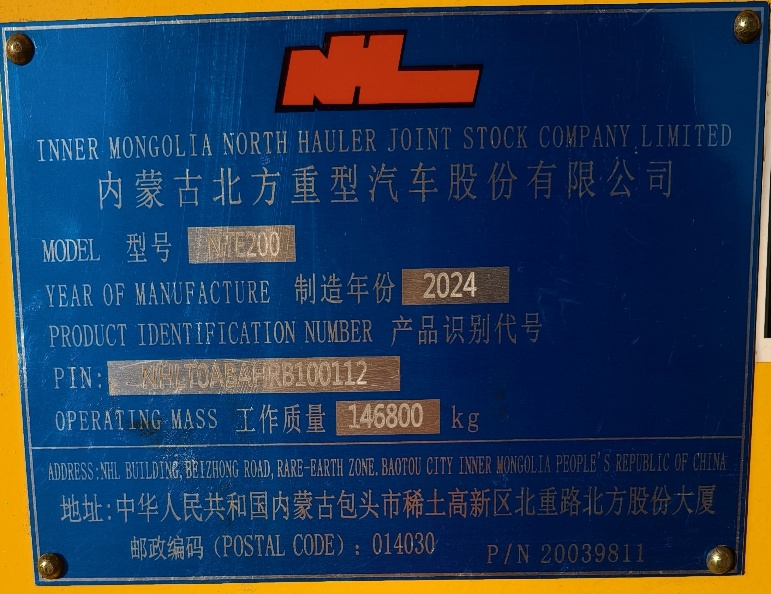 NHL
INNER MONGOLIA NORTH HAULER JOINT STOCK COMPANY LIMITED
内蒙古北方重型汽车股份有限公司
MODEL 型号 NTE200
YEAR OF MANUFACTURE 制造年份 2024
PRODUCT IDENTIFICATION NUMBER 产品识别代号
PIN: NHLT0ABAHRB100112
OPERATING MASS 工作质量 146800 kg
ADDRESS:NHL BUILDING, BEIZHONG ROAD, RARE-EARTH ZONE. BAOTOU CITY INNER MONGOLIA PEOPLE'S REPUBLIC OF CHINA
地址:中华人民共和国内蒙古包头市稀土高新区北重路北方股份大厦
邮政编码 (POSTAL CODE) : 014030 P/N 20039811